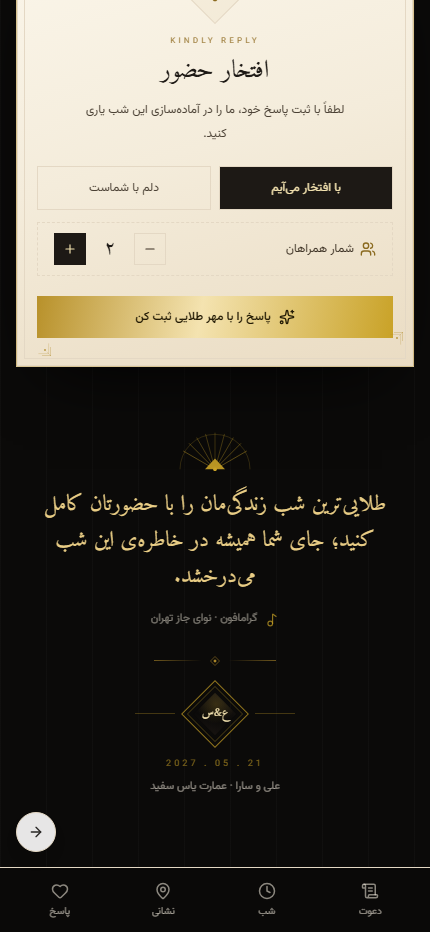 KINDLY REPLY
افتخار حضور
لطفاً با ثبت پاسخ خود، ما را در آماده‌سازی این شب یاری
کنید.
با افتخار می‌آیم
دلم با شماست
شمار همراهان
۲
پاسخ را با مهر طلایی ثبت کن
طلایی‌ترین شب زندگی‌مان را با حضورتان کامل
کنید؛ جای شما همیشه در خاطره‌ی این شب
می‌درخشد.
گرامافون · نوای جاز تهران
ع&س
2027 . 05 . 21
علی و سارا · عمارت یاس سفید
دعوت
شب
نشانی
پاسخ